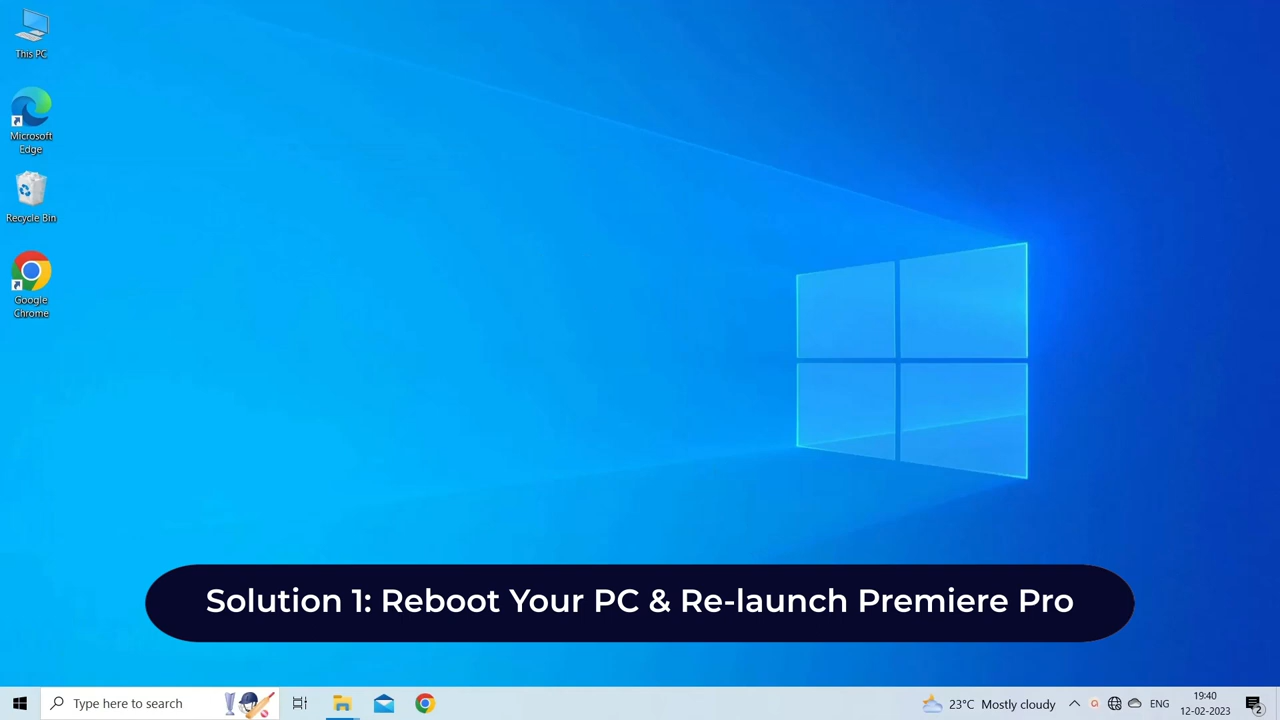 This PC
Microsoft
Edge
Recycle Bin
Google
Chrome
Solution 1: Reboot Your PC & Re-launch Premiere Pro
Type here to search
23°C Mostly cloudy
ENG
19:40
12-02-2023
2